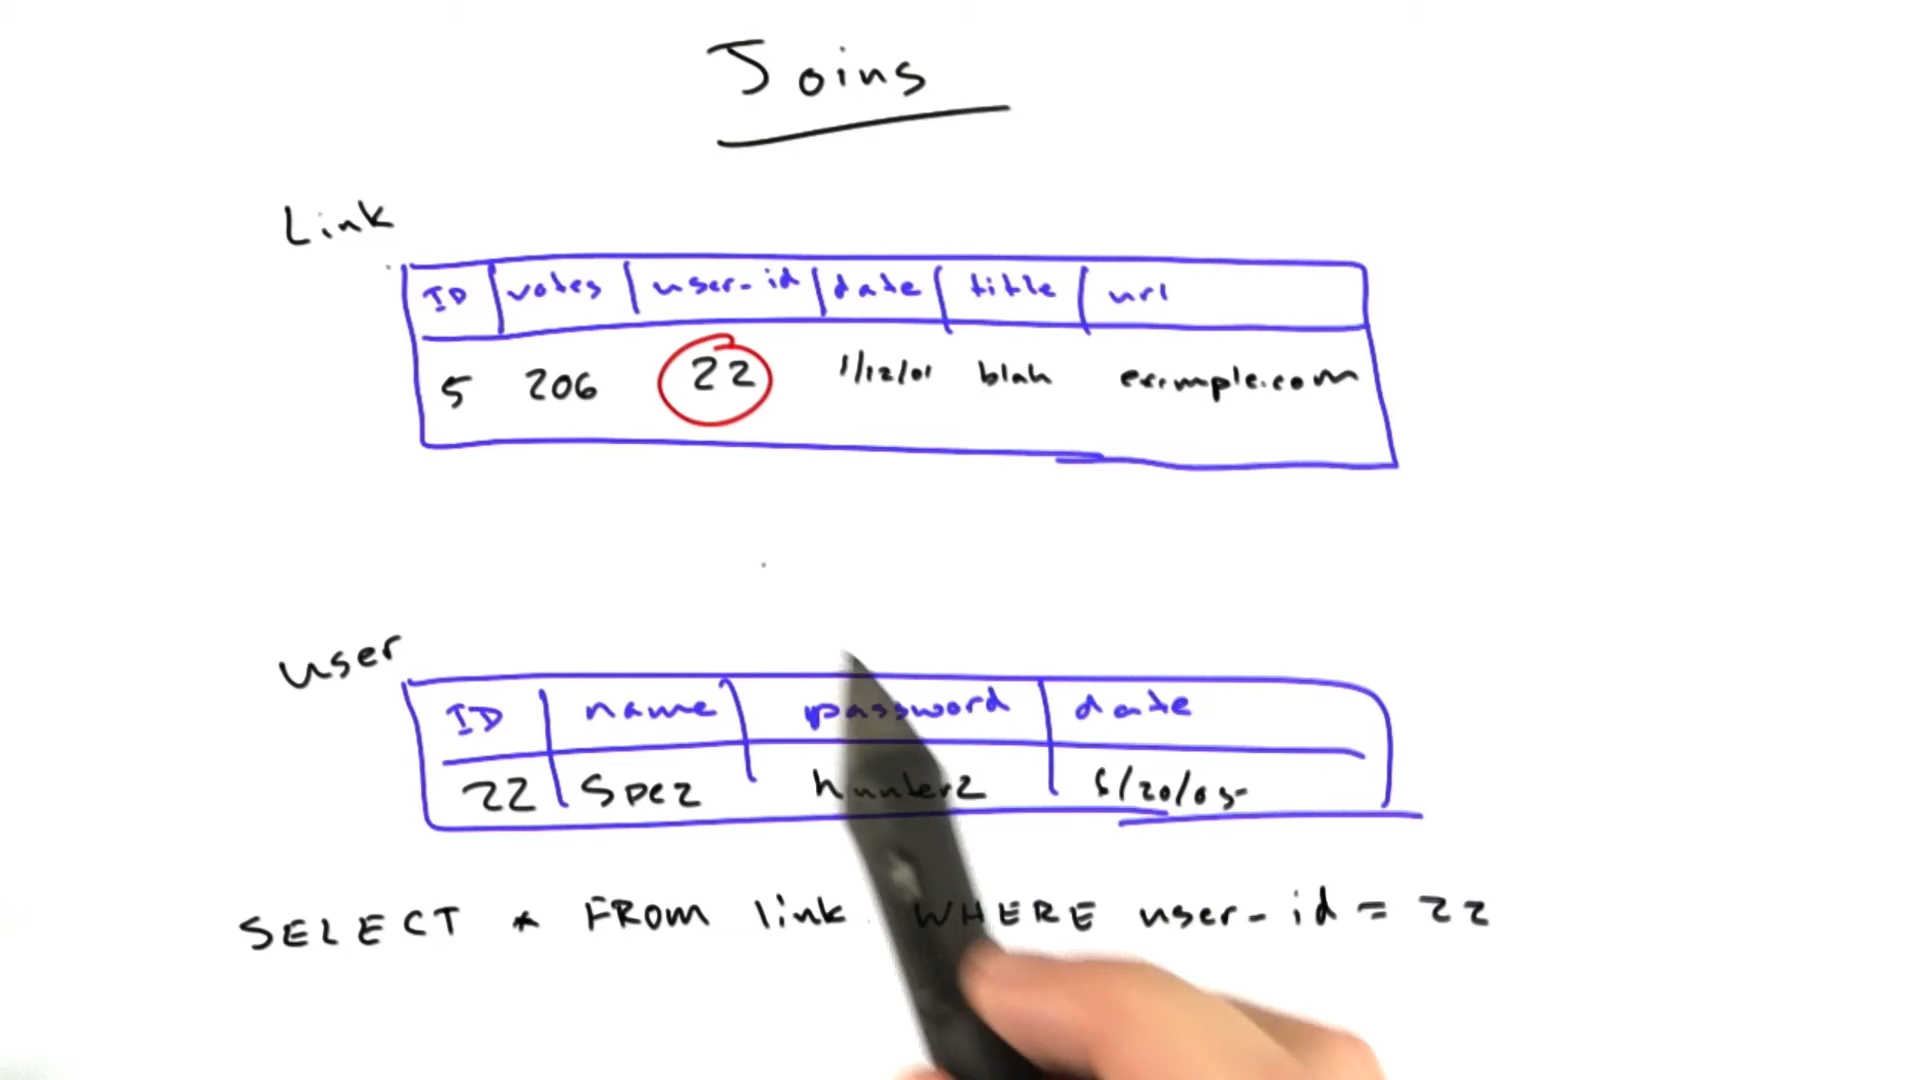 Joins
Link
ID votes user-id date title url
5 206 22 1/12/01 blah example.com
user
ID name password date
22 Spez hunter2 5/20/05
SELECT * FROM link WHERE user-id = 22